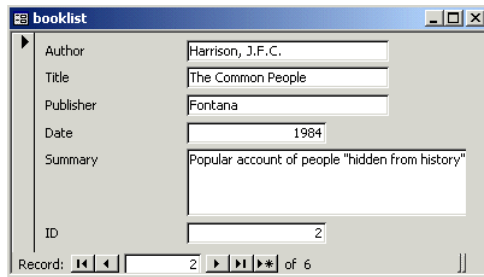 booklist
Author Harrison, J.F.C.
Title The Common People
Publisher Fontana
Date 1984
Summary Popular account of people "hidden from history"
ID 2
Record: 2 of 6